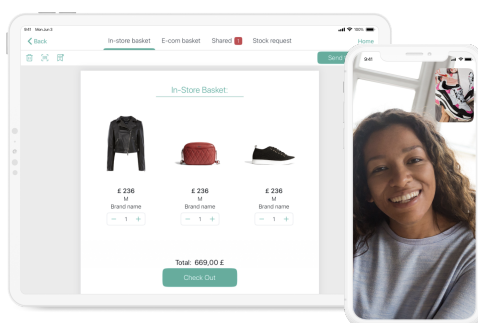 9:41 Mon Jun 3
100%
Back
In-store basket E-com basket Shared 1 Stock request
Home
Send
In-Store Basket:
£ 236 £ 236 £ 236
M M M
Brand name Brand name Brand name
− 1 + − 1 + − 1 +
Total: 669,00 £
Check Out
9:41